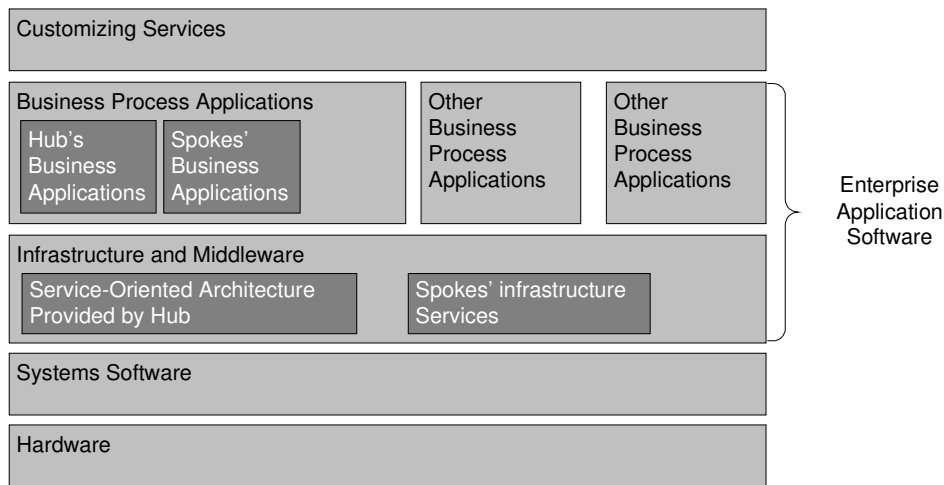 Customizing Services
Business Process Applications
Hub's
Business
Applications
Spokes'
Business
Applications
Other
Business
Process
Applications
Other
Business
Process
Applications
Enterprise
Application
Software
Infrastructure and Middleware
Service-Oriented Architecture
Provided by Hub
Spokes' infrastructure
Services
Systems Software
Hardware